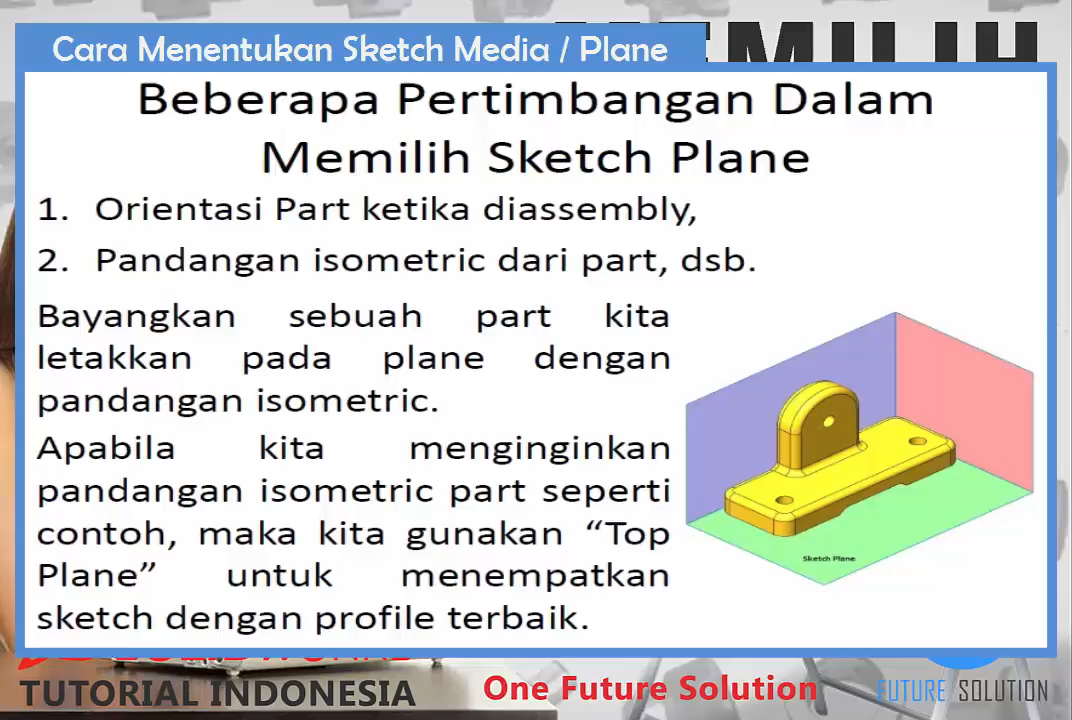 Cara Menentukan Sketch Media / Plane
Beberapa Pertimbangan Dalam
Memilih Sketch Plane
1. Orientasi Part ketika diassembly,
2. Pandangan isometric dari part, dsb.
Bayangkan sebuah part kita
letakkan pada plane dengan
pandangan isometric.
Apabila kita menginginkan
pandangan isometric part seperti
contoh, maka kita gunakan “Top
Plane” untuk menempatkan
sketch dengan profile terbaik.
Sketch Plane
TUTORIAL INDONESIA
One Future Solution
FUTURE SOLUTION